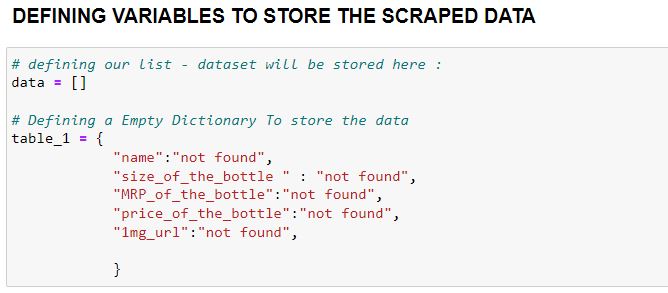 DEFINING VARIABLES TO STORE THE SCRAPED DATA
# defining our list - dataset will be stored here :
data = []
# Defining a Empty Dictionary To store the data
table_1 = {
"name":"not found",
"size_of_the_bottle " : "not found",
"MRP_of_the_bottle":"not found",
"price_of_the_bottle":"not found",
"1mg_url":"not found",
}